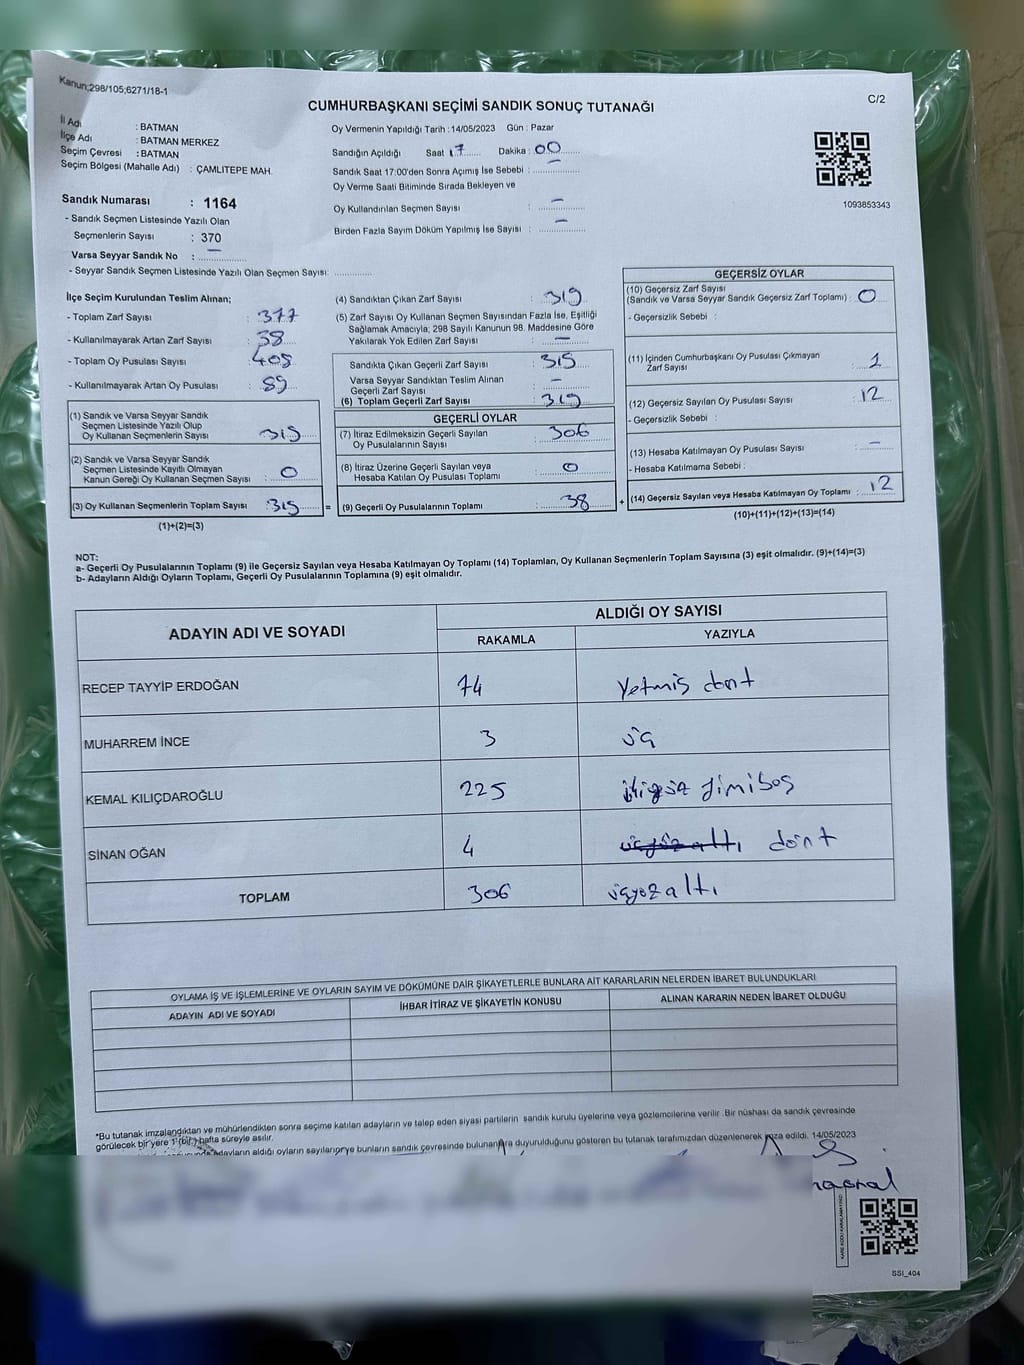 Kanun;298/105;6271/18-1
C/2
CUMHURBAŞKANI SEÇİMİ SANDIK SONUÇ TUTANAĞI
İl Adı : BATMAN
İlçe Adı : BATMAN MERKEZ
Seçim Çevresi : BATMAN
Seçim Bölgesi (Mahalle Adı) : ÇAMLITEPE MAH.
Sandık Numarası : 1164
- Sandık Seçmen Listesinde Yazılı Olan
Seçmenlerin Sayısı : 370
Varsa Seyyar Sandık No : –
- Seyyar Sandık Seçmen Listesinde Yazılı Olan Seçmen Sayısı: ............
Oy Vermenin Yapıldığı Tarih : 14/05/2023 Gün : Pazar
Sandığın Açıldığı Saat 17 Dakika : 00
Sandık Saat 17:00'den Sonra Açımış İse Sebebi : –
Oy Verme Saati Bitiminde Sırada Bekleyen ve
Oy Kullandırılan Seçmen Sayısı : –
Birden Fazla Sayım Döküm Yapılmış İse Sayısı : –
1093853343
İlçe Seçim Kurulundan Teslim Alınan;
- Toplam Zarf Sayısı : 377
- Kullanılmayarak Artan Zarf Sayısı : 58
- Toplam Oy Pusulası Sayısı : 408
- Kullanılmayarak Artan Oy Pusulası : 89
(1) Sandık ve Varsa Seyyar Sandık
Seçmen Listesinde Yazılı Olup
Oy Kullanan Seçmenlerin Sayısı : 319
(2) Sandık ve Varsa Seyyar Sandık
Seçmen Listesinde Kayıtlı Olmayan
Kanun Gereği Oy Kullanan Seçmen Sayısı : 0
(3) Oy Kullanan Seçmenlerin Toplam Sayısı : 319 =
(1)+(2)=(3)
(4) Sandıktan Çıkan Zarf Sayısı : 319
(5) Zarf Sayısı Oy Kullanan Seçmen Sayısından Fazla İse, Eşitliği
Sağlamak Amacıyla; 298 Sayılı Kanunun 98. Maddesine Göre
Yakılarak Yok Edilen Zarf Sayısı : –
Sandıkta Çıkan Geçerli Zarf Sayısı : 319
Varsa Seyyar Sandıktan Teslim Alınan
Geçerli Zarf Sayısı : –
(6) Toplam Geçerli Zarf Sayısı : 319
GEÇERLİ OYLAR
(7) İtiraz Edilmeksizin Geçerli Sayılan
Oy Pusulalarının Sayısı : 306
(8) İtiraz Üzerine Geçerli Sayılan veya
Hesaba Katılan Oy Pusulası Toplamı : 0
(9) Geçerli Oy Pusulalarının Toplamı : 38 +
GEÇERSİZ OYLAR
(10) Geçersiz Zarf Sayısı
(Sandık ve Varsa Seyyar Sandık Geçersiz Zarf Toplamı) : 0
- Geçersizlik Sebebi :
(11) İçinden Cumhurbaşkanı Oy Pusulası Çıkmayan
Zarf Sayısı : 1
(12) Geçersiz Sayılan Oy Pusulası Sayısı : 12
- Geçersizlik Sebebi :
(13) Hesaba Katılmayan Oy Pusulası Sayısı : –
- Hesaba Katılmama Sebebi :
(14) Geçersiz Sayılan veya Hesaba Katılmayan Oy Toplamı : 12
(10)+(11)+(12)+(13)=(14)
NOT:
a- Geçerli Oy Pusulalarının Toplamı (9) ile Geçersiz Sayılan veya Hesaba Katılmayan Oy Toplamı (14) Toplamları, Oy Kullanan Seçmenlerin Toplam Sayısına (3) eşit olmalıdır. (9)+(14)=(3)
b- Adayların Aldığı Oyların Toplamı, Geçerli Oy Pusulalarının Toplamına (9) eşit olmalıdır.
ADAYIN ADI VE SOYADI
ALDIĞI OY SAYISI
RAKAMLA YAZIYLA
RECEP TAYYİP ERDOĞAN 74 Yetmiş dört
MUHARREM İNCE 3 üç
KEMAL KILIÇDAROĞLU 225 ikiyüz yirmibeş
SİNAN OĞAN 4 dört
TOPLAM 306 üçyüz altı
OYLAMA İŞ VE İŞLEMLERİNE VE OYLARIN SAYIM VE DÖKÜMÜNE DAİR ŞİKAYETLERLE BUNLARA AİT KARARLARIN NELERDEN İBARET BULUNDUKLARI
ADAYIN ADI VE SOYADI İHBAR İTİRAZ VE ŞİKAYETİN KONUSU ALINAN KARARIN NEDEN İBARET OLDUĞU
*Bu tutanak imzalandıktan ve mühürlendikten sonra seçime katılan adayların ve talep eden siyasi partilerin sandık kurulu üyelerine veya gözlemcilerine verilir. Bir nüshası da sandık çevresinde
görülecek bir yere 1 (bir) hafta süreyle asılır.
adayların aldığı oyların sayılarıyla bunların sandık çevresinde bulunanlara duyurulduğunu gösteren bu tutanak tarafımızdan düzenlenerek imza edildi. 14/05/2023
SSI_404